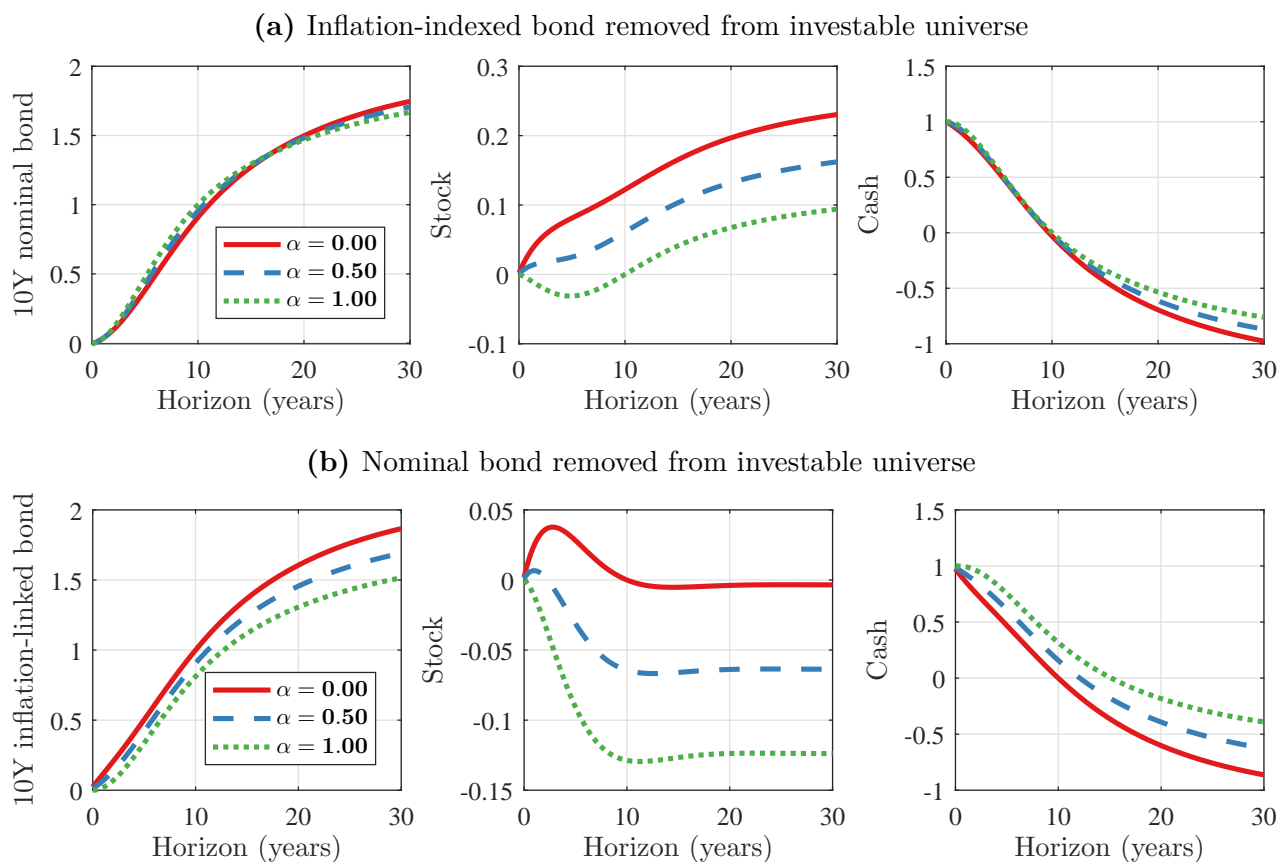 (a) Inflation-indexed bond removed from investable universe
10Y nominal bond
2
1.5
1
0.5
0
α = 0.00
α = 0.50
α = 1.00
0 10 20 30
Horizon (years)
Stock
0.3
0.2
0.1
0
-0.1
0 10 20 30
Horizon (years)
Cash
1.5
1
0.5
0
-0.5
-1
0 10 20 30
Horizon (years)
(b) Nominal bond removed from investable universe
10Y inflation-linked bond
2
1.5
1
0.5
0
α = 0.00
α = 0.50
α = 1.00
0 10 20 30
Horizon (years)
Stock
0.05
0
-0.05
-0.1
-0.15
0 10 20 30
Horizon (years)
Cash
1.5
1
0.5
0
-0.5
-1
0 10 20 30
Horizon (years)